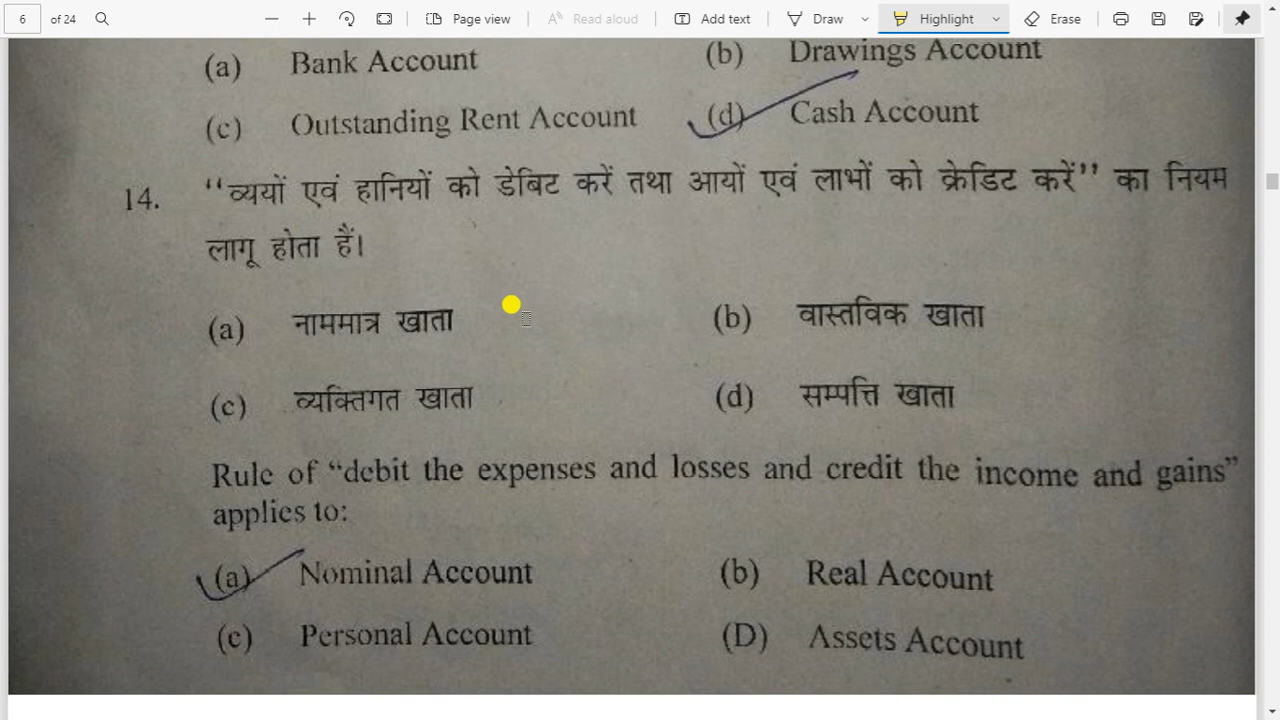 6 of 24 Page view Read aloud Add text Draw Highlight Erase
(a) Bank Account (b) Drawings Account
(c) Outstanding Rent Account (d) Cash Account
14. ‘‘व्ययों एवं हानियों को डेबिट करें तथा आयों एवं लाभों को क्रेडिट करें’’ का नियम
लागू होता हैं।
(a) नाममात्र खाता (b) वास्तविक खाता
(c) व्यक्तिगत खाता (d) सम्पत्ति खाता
Rule of “debit the expenses and losses and credit the income and gains”
applies to:
(a) Nominal Account (b) Real Account
(c) Personal Account (D) Assets Account